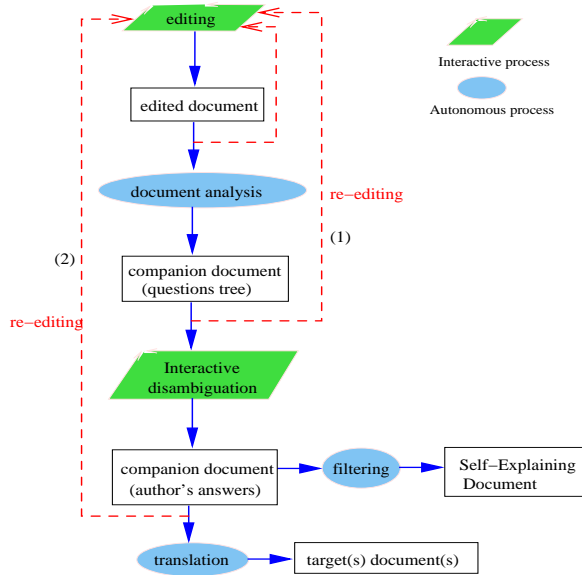 editing
Interactive process
edited document
Autonomous process
document analysis
re-editing
(1)
(2)
companion document
(questions tree)
re-editing
Interactive
disambiguation
companion document
(author's answers)
filtering
Self-Explaining
Document
translation
target(s) document(s)